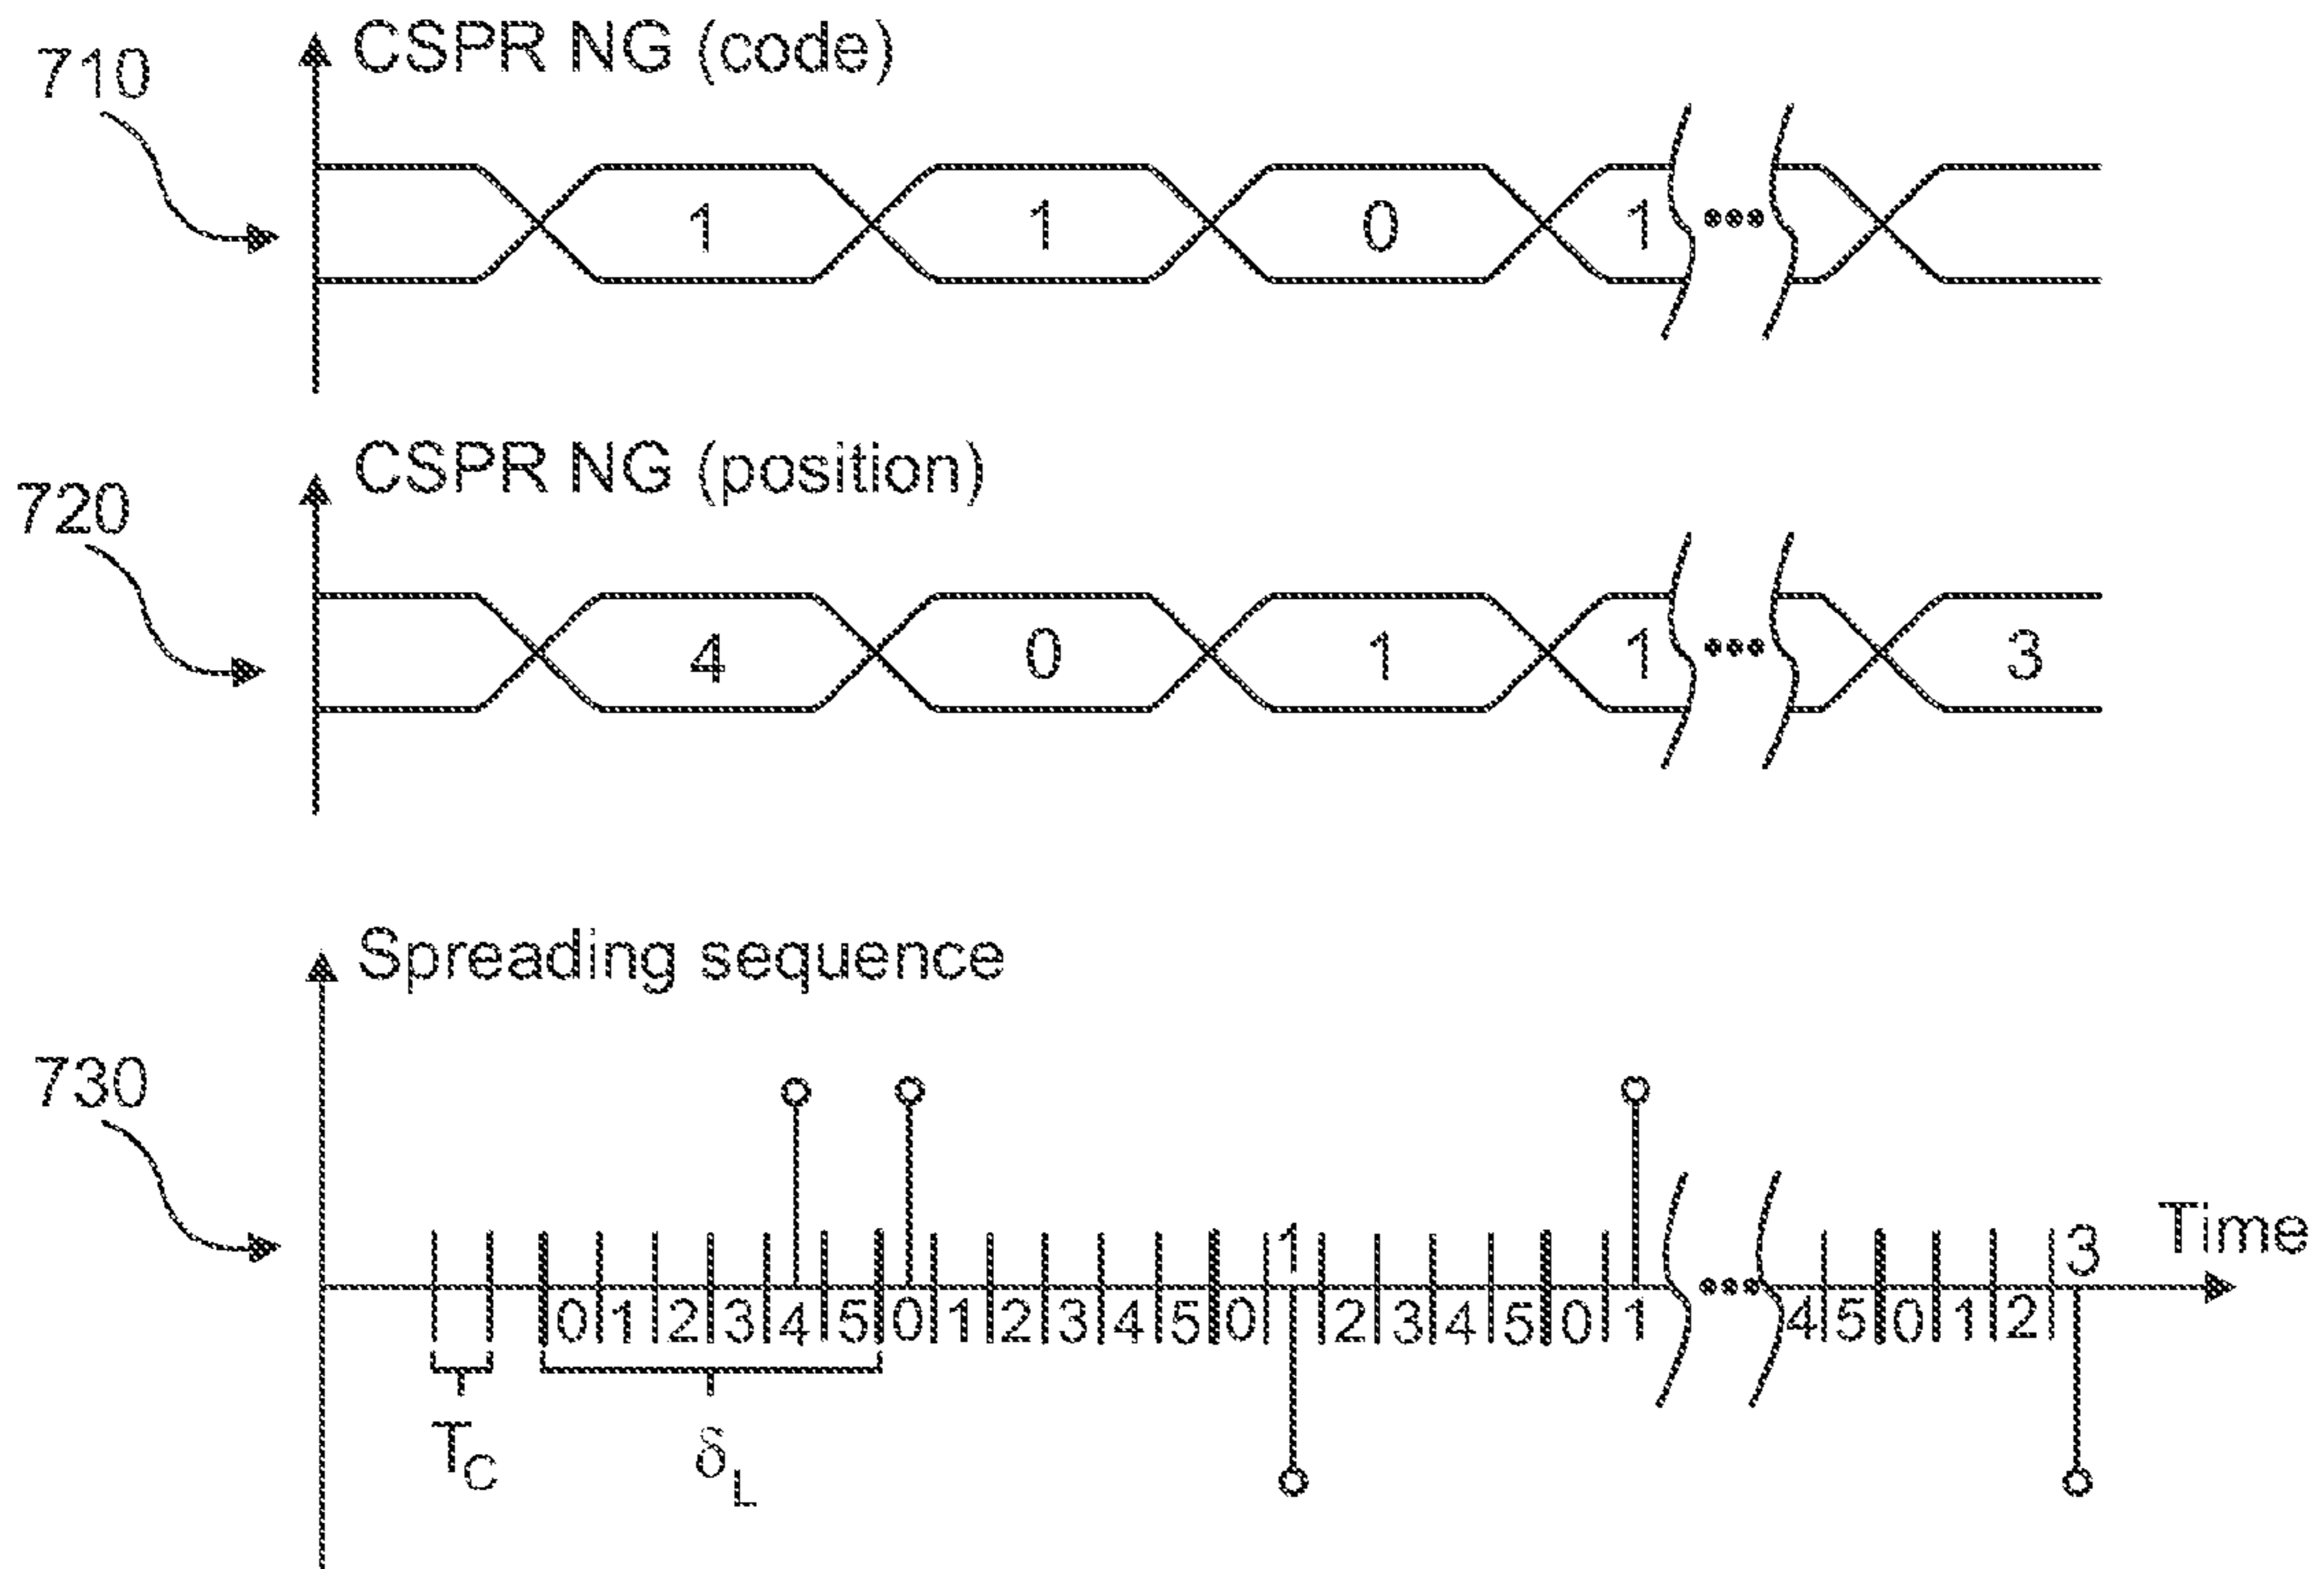 CSPR NG (code)
710
1 1 0 1 •••
CSPR NG (position)
720
4 0 1 1 ••• 3
Spreading sequence
730
1 3 Time
0 1 2 3 4 5 0 1 2 3 4 5 0 2 3 4 5 0 1 ••• 4 5 0 1 2
TC δL